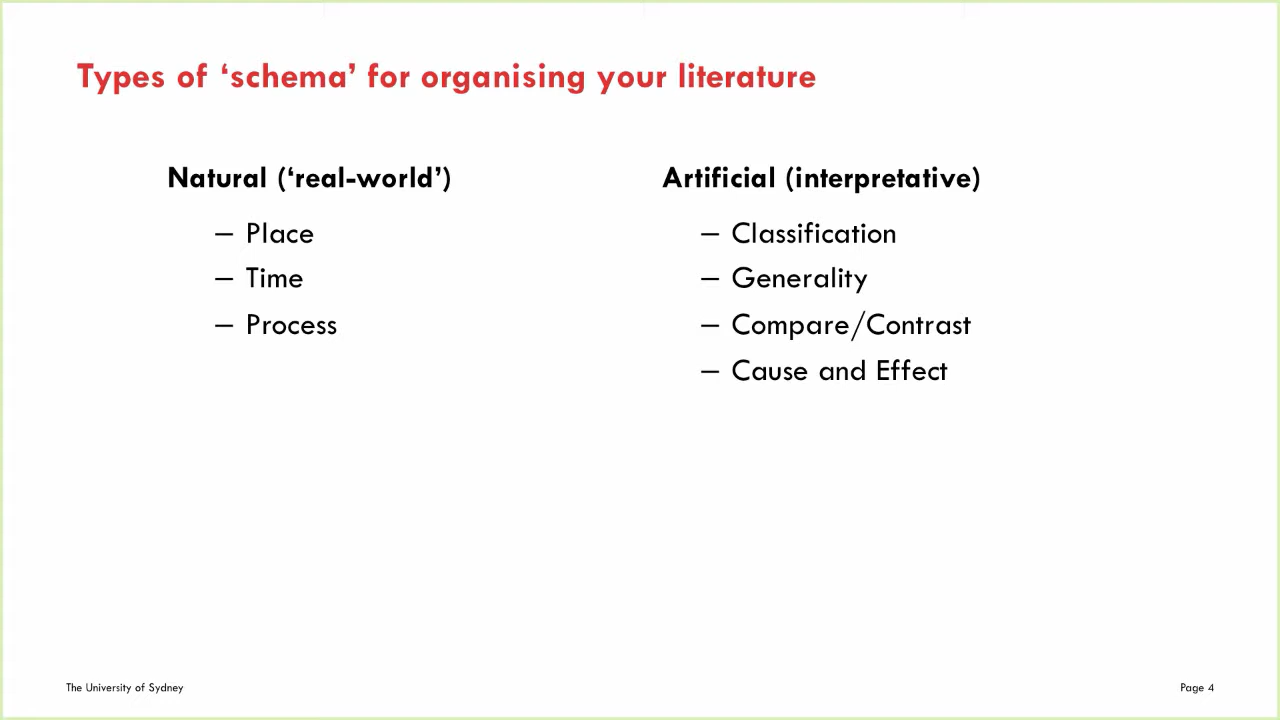 Types of ‘schema’ for organising your literature
Natural (‘real-world’)
– Place
– Time
– Process
Artificial (interpretative)
– Classification
– Generality
– Compare/Contrast
– Cause and Effect
The University of Sydney
Page 4